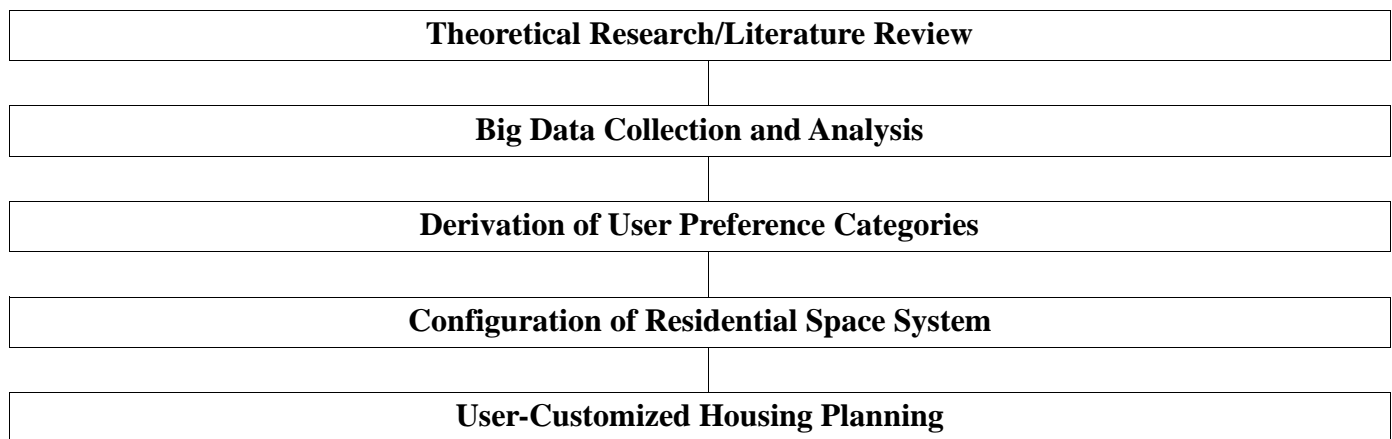 Theoretical Research/Literature Review
Big Data Collection and Analysis
Derivation of User Preference Categories
Configuration of Residential Space System
User-Customized Housing Planning